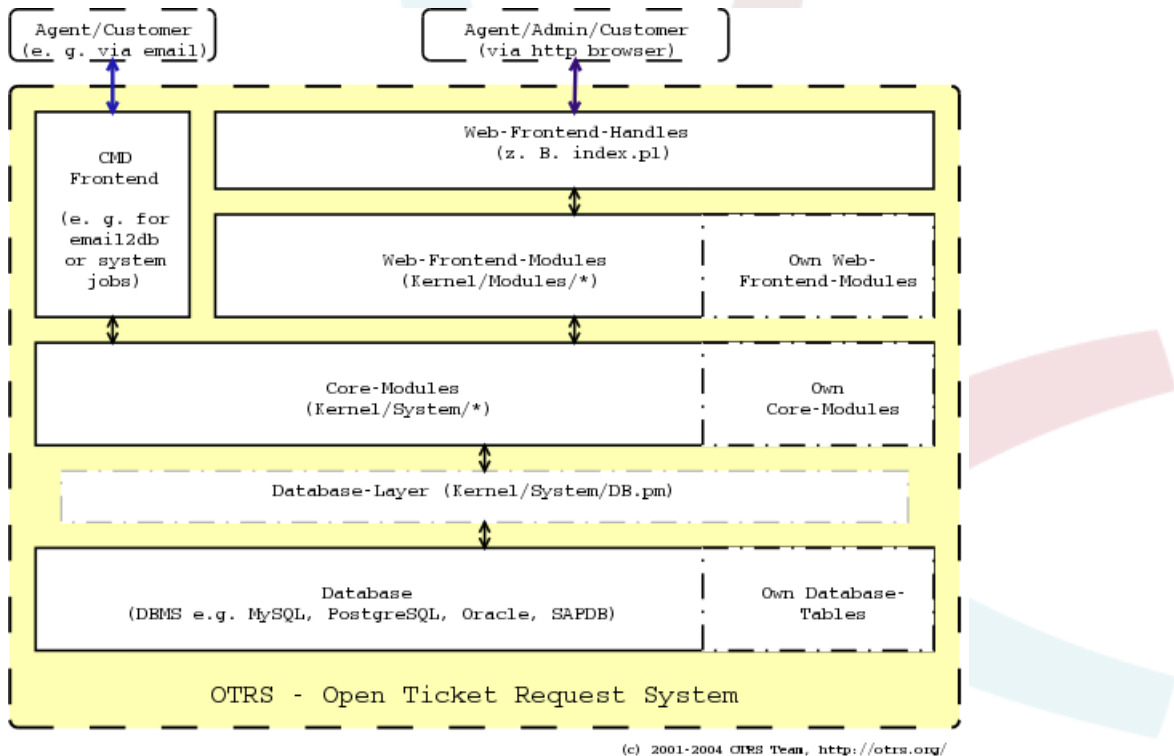 Agent/Customer
(e. g. via email)
Agent/Admin/Customer
(via http browser)
CMD
Frontend
(e. g. for
email2db
or system
jobs)
Web-Frontend-Handles
(z. B. index.pl)
Web-Frontend-Modules
(Kernel/Modules/*)
Own Web-
Frontend-Modules
Core-Modules
(Kernel/System/*)
Own
Core-Modules
Database-Layer (Kernel/System/DB.pm)
Database
(DBMS e.g. MySQL, PostgreSQL, Oracle, SAPDB)
Own Database-
Tables
OTRS - Open Ticket Request System
(c) 2001-2004 OTRS Team, http://otrs.org/